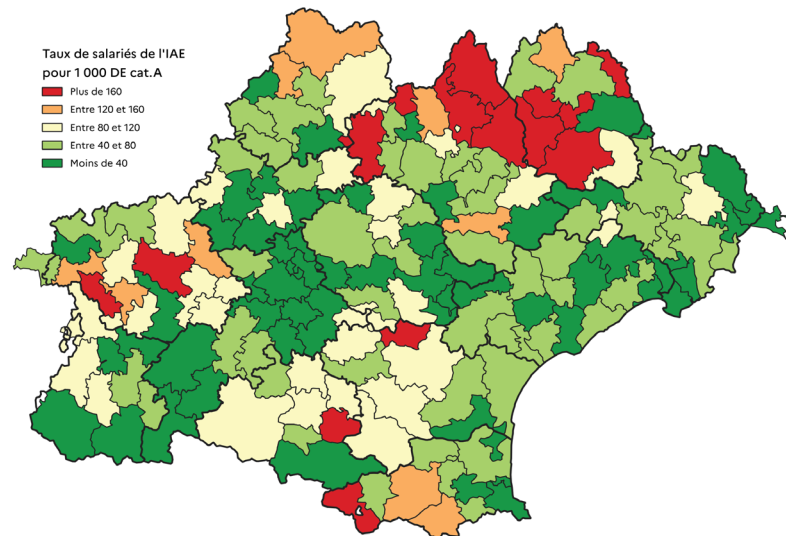 Taux de salariés de l'IAE
pour 1 000 DE cat.A
Plus de 160
Entre 120 et 160
Entre 80 et 120
Entre 40 et 80
Moins de 40